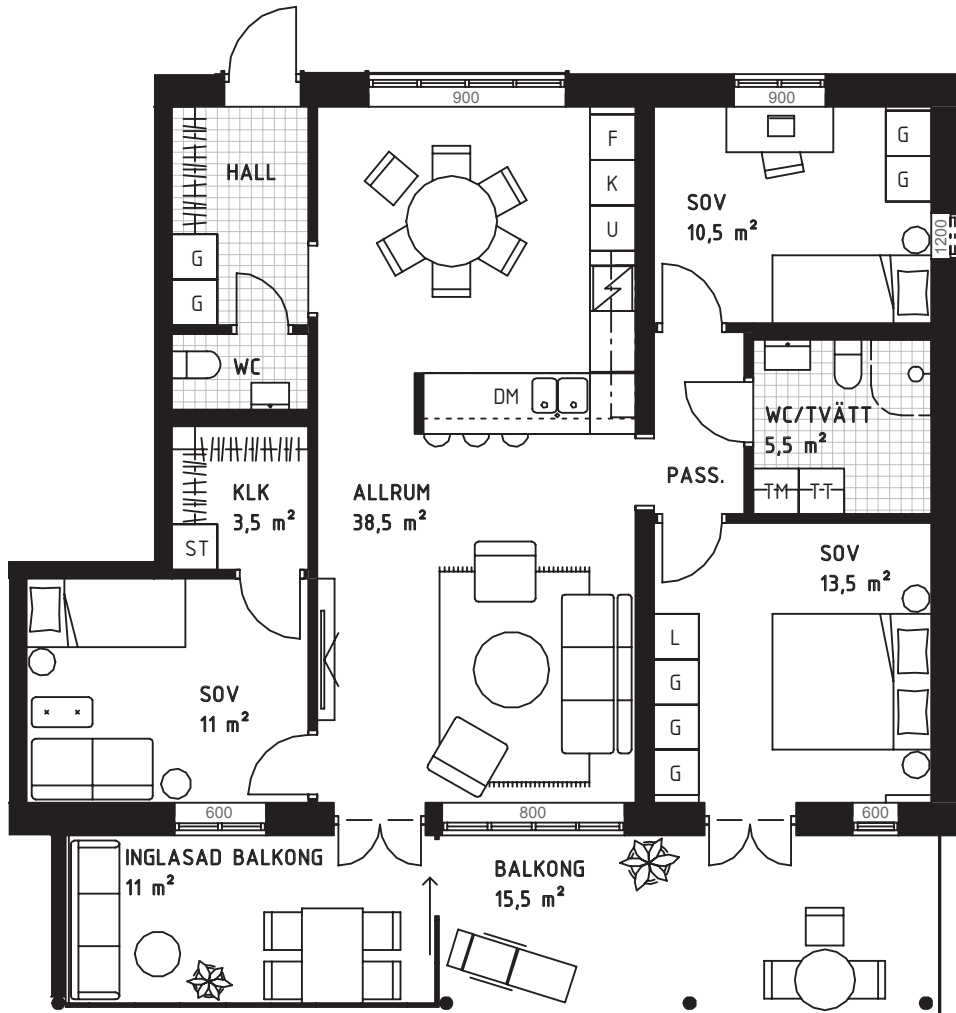 900
900
HALL
F
K
U
G
G
SOV
10,5 m²
1200
G
G
WC
DM
WC/TVÄTT
5,5 m²
TM
TT
PASS.
KLK
3,5 m²
ST
ALLRUM
38,5 m²
SOV
13,5 m²
L
G
G
G
SOV
11 m²
600
800
600
INGLASAD BALKONG
11 m²
BALKONG
15,5 m²